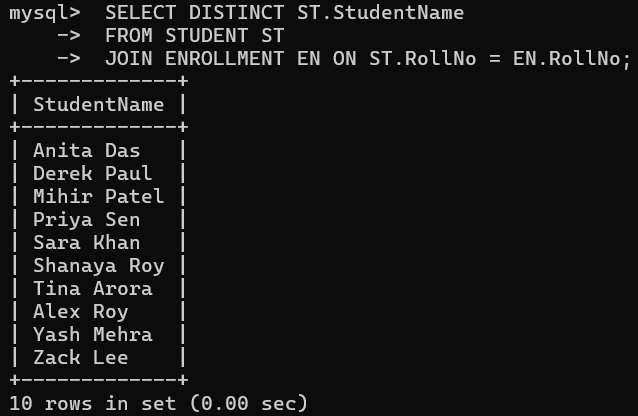 mysql>  SELECT DISTINCT ST.StudentName
    ->  FROM STUDENT ST
    ->  JOIN ENROLLMENT EN ON ST.RollNo = EN.RollNo;
+-------------+
| StudentName |
+-------------+
| Anita Das   |
| Derek Paul  |
| Mihir Patel |
| Priya Sen   |
| Sara Khan   |
| Shanaya Roy |
| Tina Arora  |
| Alex Roy    |
| Yash Mehra  |
| Zack Lee    |
+-------------+
10 rows in set (0.00 sec)